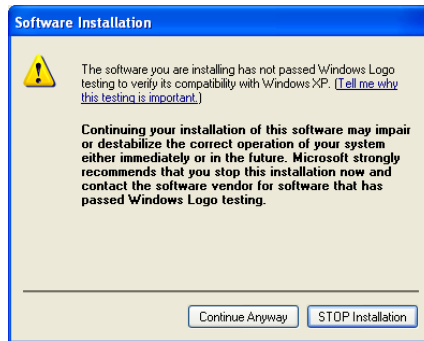 Software Installation
The software you are installing has not passed Windows Logo
testing to verify its compatibility with Windows XP. (Tell me why
this testing is important.)
Continuing your installation of this software may impair
or destabilize the correct operation of your system
either immediately or in the future. Microsoft strongly
recommends that you stop this installation now and
contact the software vendor for software that has
passed Windows Logo testing.
Continue Anyway
STOP Installation